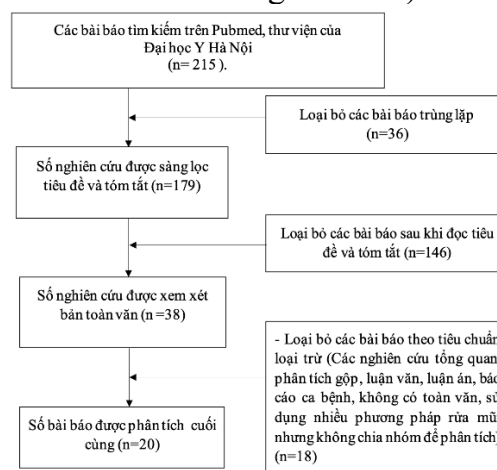 Các bài báo tìm kiếm trên Pubmed, thư viện của
Đại học Y Hà Nội
(n= 215 ).
Loại bỏ các bài báo trùng lặp
(n=36)
Số nghiên cứu được sàng lọc
tiêu đề và tóm tắt (n=179)
Loại bỏ các bài báo sau khi đọc tiêu
đề và tóm tắt (n=146)
Số nghiên cứu được xem xét
bản toàn văn (n =38)
- Loại bỏ các bài báo theo tiêu chuẩn
loại trừ (Các nghiên cứu tổng quan
phân tích gộp, luận văn, luận án, báo
cáo ca bệnh, không có toàn văn, sử
dụng nhiều phương pháp rửa mũi
nhưng không chia nhóm để phân tích)
(n=18)
Số bài báo được phân tích cuối
cùng (n=20)